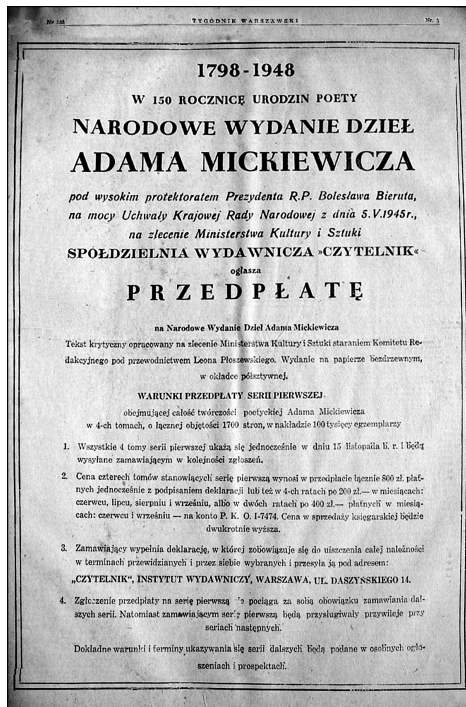 TYGODNIK WARSZAWSKI
Nr. 5
1798-1948
W 150 ROCZNICĘ URODZIN POETY
NARODOWE WYDANIE DZIEŁ
ADAMA MICKIEWICZA
pod wysokim protektoratem Prezydenta R.P. Bolesława Bieruta,
na mocy Uchwały Krajowej Rady Narodowej z dnia 5.V.1945r.,
na zlecenie Ministerstwa Kultury i Sztuki
SPÓŁDZIELNIA WYDAWNICZA »CZYTELNIK«
ogłasza
PRZEDPŁATĘ
na Narodowe Wydanie Dzieł Adama Mickiewicza
Tekst krytyczny opracowany na zlecenie Ministerstwa Kultury i Sztuki staraniem Komitetu Re-
dakcyjnego pod przewodnictwem Leona Płoszewskiego. Wydanie na papierze bezdrzewnym,
w okładce półsztywnej.
WARUNKI PRZEDPŁATY SERII PIERWSZEJ
obejmującej całość twórczości poetyckiej Adama Mickiewicza
w 4-ch tomach, o łącznej objętości 1700 stron, w nakładzie 100 tysięcy egzemplarzy
1. Wszystkie 4 tomy serii pierwszej ukażą się jednocześnie w dniu 15 listopada b. r. i będą
wysyłane zamawiającym w kolejności zgłoszeń.
2. Cena czterech tomów stanowiących serię pierwszą wynosi w przedpłacie łącznie 800 zł. płat-
nych jednocześnie z podpisaniem deklaracji lub też w 4-ch ratach po 200 zł.— w miesiącach:
czerwcu, lipcu, sierpniu i wrześniu, albo w dwóch ratach po 400 zł.— płatnych w miesią-
cach: czerwcu i wrześniu — na konto P. K. O. I-7474. Cena w sprzedaży księgarskiej będzie
dwukrotnie wyższa.
3. Zamawiający wypełnia deklarację, w której zobowiązuje się do uiszczenia całej należności
w terminach przewidzianych i przez siebie wybranych i przesyła ją pod adresem:
„CZYTELNIK", INSTYTUT WYDAWNICZY, WARSZAWA, UL. DASZYŃSKIEGO 14.
4. Zgłoszenie przedpłaty na serię pierwszą pociąga za sobą obowiązku zamawiania dal-
szych serii. Natomiast zamawiającym serię pierwszą będą przysługiwały przywileje przy
seriach następnych.
Dokładne warunki i terminy ukazywania się serii dalszych będą podane w osobnych ogło-
szeniach i prospektach.